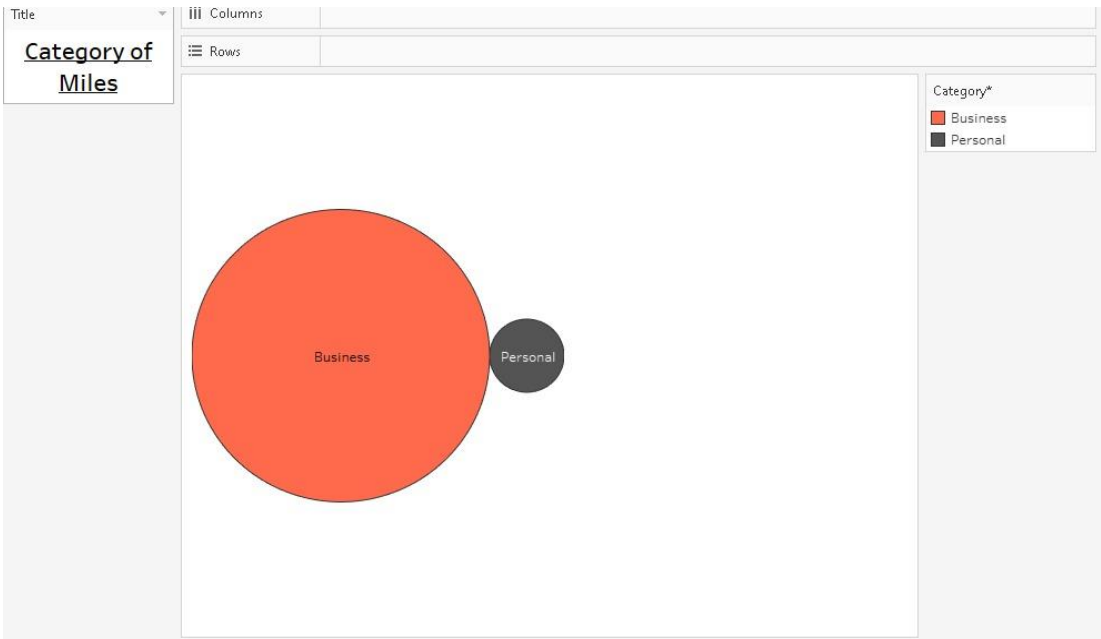 Title
Category of
Miles
Columns
Rows
Category*
Business
Personal
Business
Personal